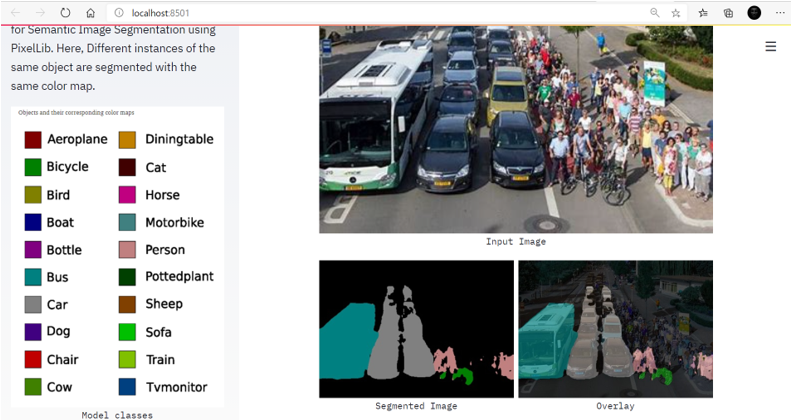 localhost:8501
for Semantic Image Segmentation using
PixelLib. Here, Different instances of the
same object are segmented with the
same color map.
Objects and their corresponding color maps
Aeroplane
Diningtable
Bicycle
Cat
Bird
Horse
Boat
Motorbike
Bottle
Person
Bus
Pottedplant
Car
Sheep
Dog
Sofa
Chair
Train
Cow
Tvmonitor
Model classes
Input Image
Segmented Image
Overlay